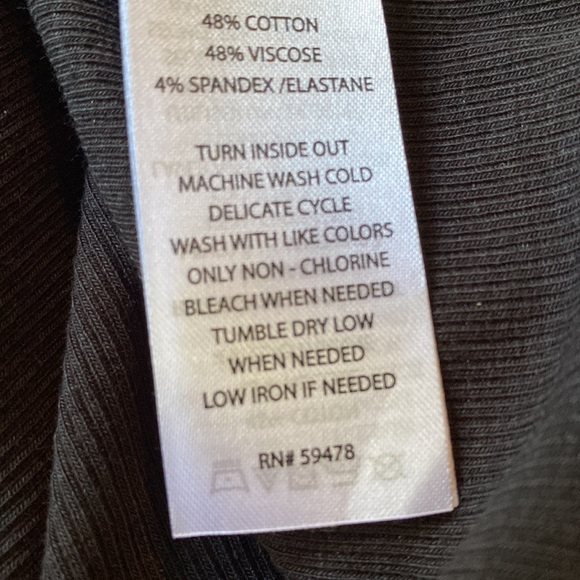 48% COTTON
48% VISCOSE
4% SPANDEX /ELASTANE
TURN INSIDE OUT
MACHINE WASH COLD
DELICATE CYCLE
WASH WITH LIKE COLORS
ONLY NON - CHLORINE
BLEACH WHEN NEEDED
TUMBLE DRY LOW
WHEN NEEDED
LOW IRON IF NEEDED
RN# 59478